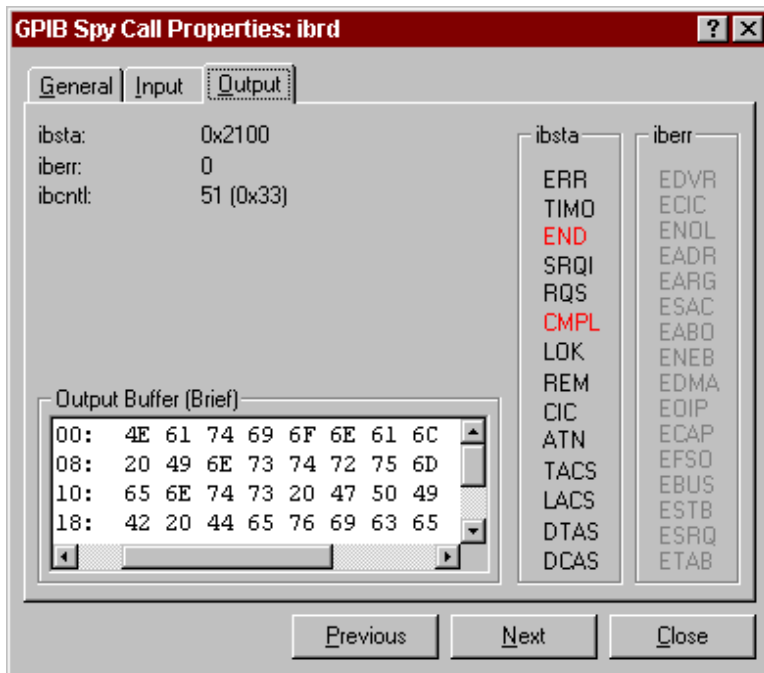 GPIB Spy Call Properties: ibrd
General Input Output
ibsta: 0x2100
iberr: 0
ibcntl: 51 (0x33)
ibsta
ERR
TIMO
END
SRQI
RQS
CMPL
LOK
REM
CIC
ATN
TACS
LACS
DTAS
DCAS
iberr
EDVR
ECIC
ENOL
EADR
EARG
ESAC
EABO
ENEB
EDMA
EOIP
ECAP
EFSO
EBUS
ESTB
ESRQ
ETAB
Output Buffer (Brief)
00: 4E 61 74 69 6F 6E 61 6C
08: 20 49 6E 73 74 72 75 6D
10: 65 6E 74 73 20 47 50 49
18: 42 20 44 65 76 69 63 65
Previous Next Close